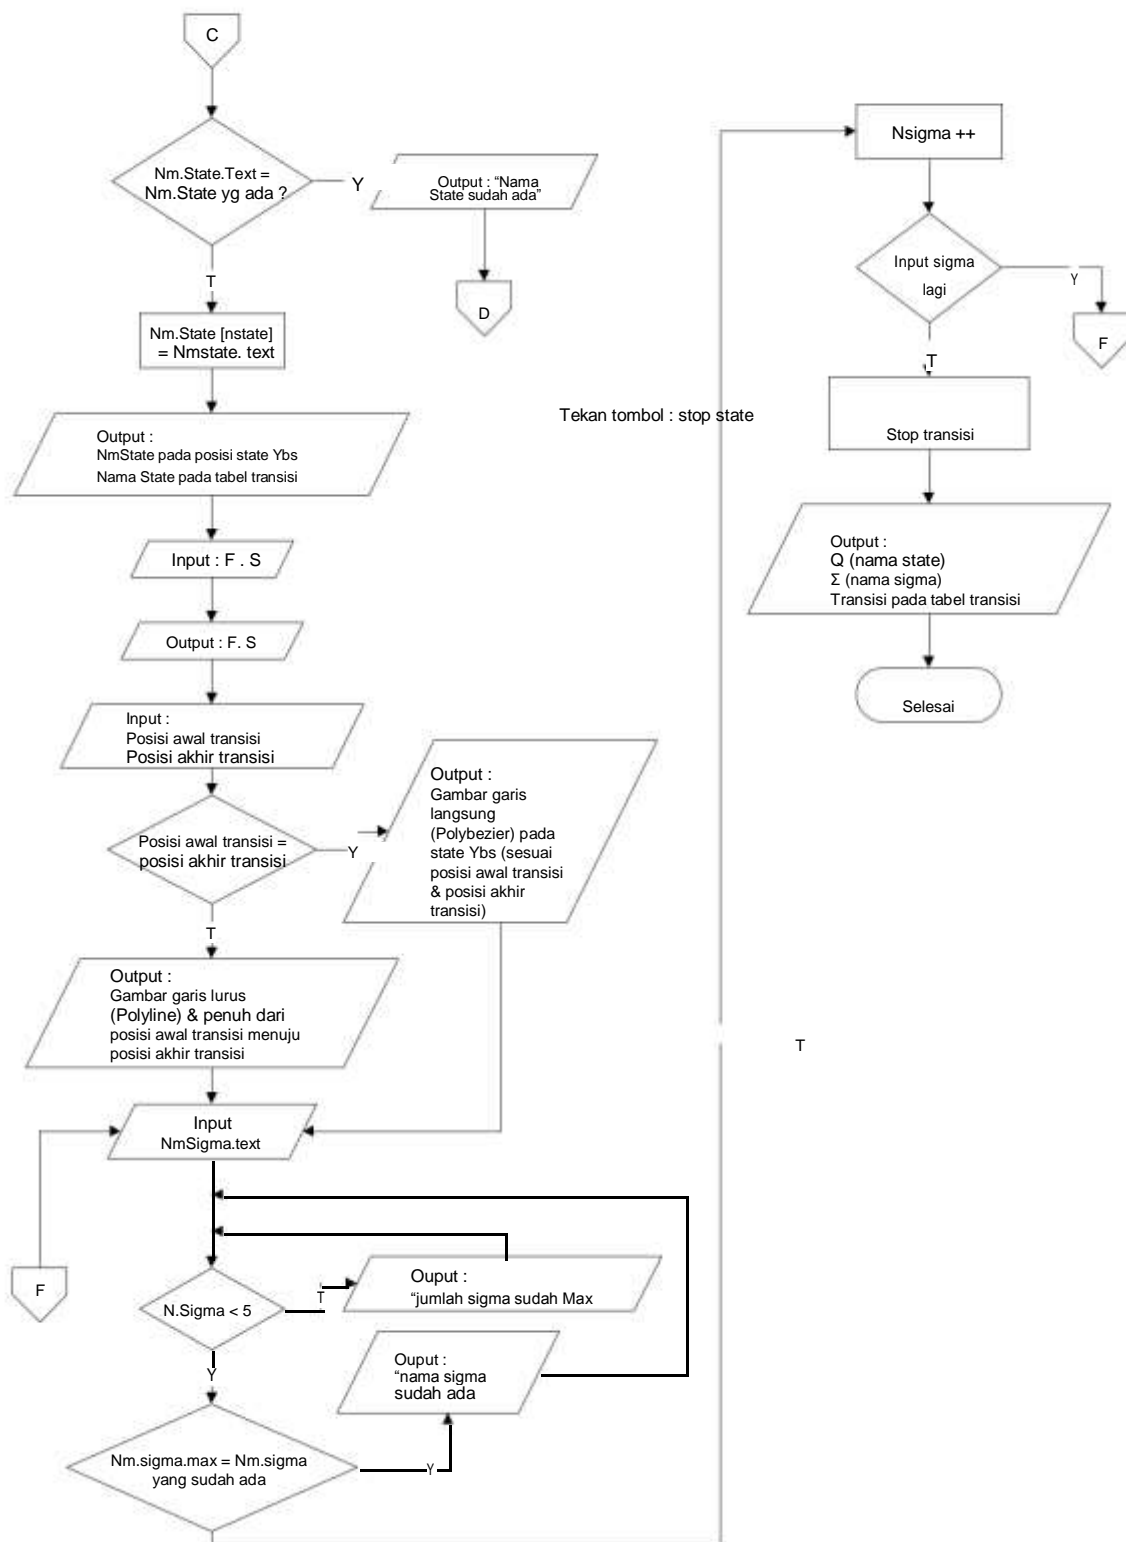 C
Nm.State.Text =
Nm.State yg ada ?
Y
Output : “Nama
State sudah ada”
D
T
Nm.State [nstate]
= Nmstate. text
Output :
NmState pada posisi state Ybs
Nama State pada tabel transisi
Input : F . S
Output : F. S
Input :
Posisi awal transisi
Posisi akhir transisi
Posisi awal transisi =
posisi akhir transisi
Y
Output :
Gambar garis
langsung
(Polybezier) pada
state Ybs (sesuai
posisi awal transisi
& posisi akhir
transisi)
T
Output :
Gambar garis lurus
(Polyline) & penuh dari
posisi awal transisi menuju
posisi akhir transisi
Input
NmSigma.text
F
N.Sigma < 5
T
Ouput :
“jumlah sigma sudah Max
Y
Ouput :
“nama sigma
sudah ada
Nm.sigma.max = Nm.sigma
yang sudah ada
Y
T
Tekan tombol : stop state
Nsigma ++
Input sigma
lagi
Y
F
T
Stop transisi
Output :
Q (nama state)
Σ (nama sigma)
Transisi pada tabel transisi
Selesai